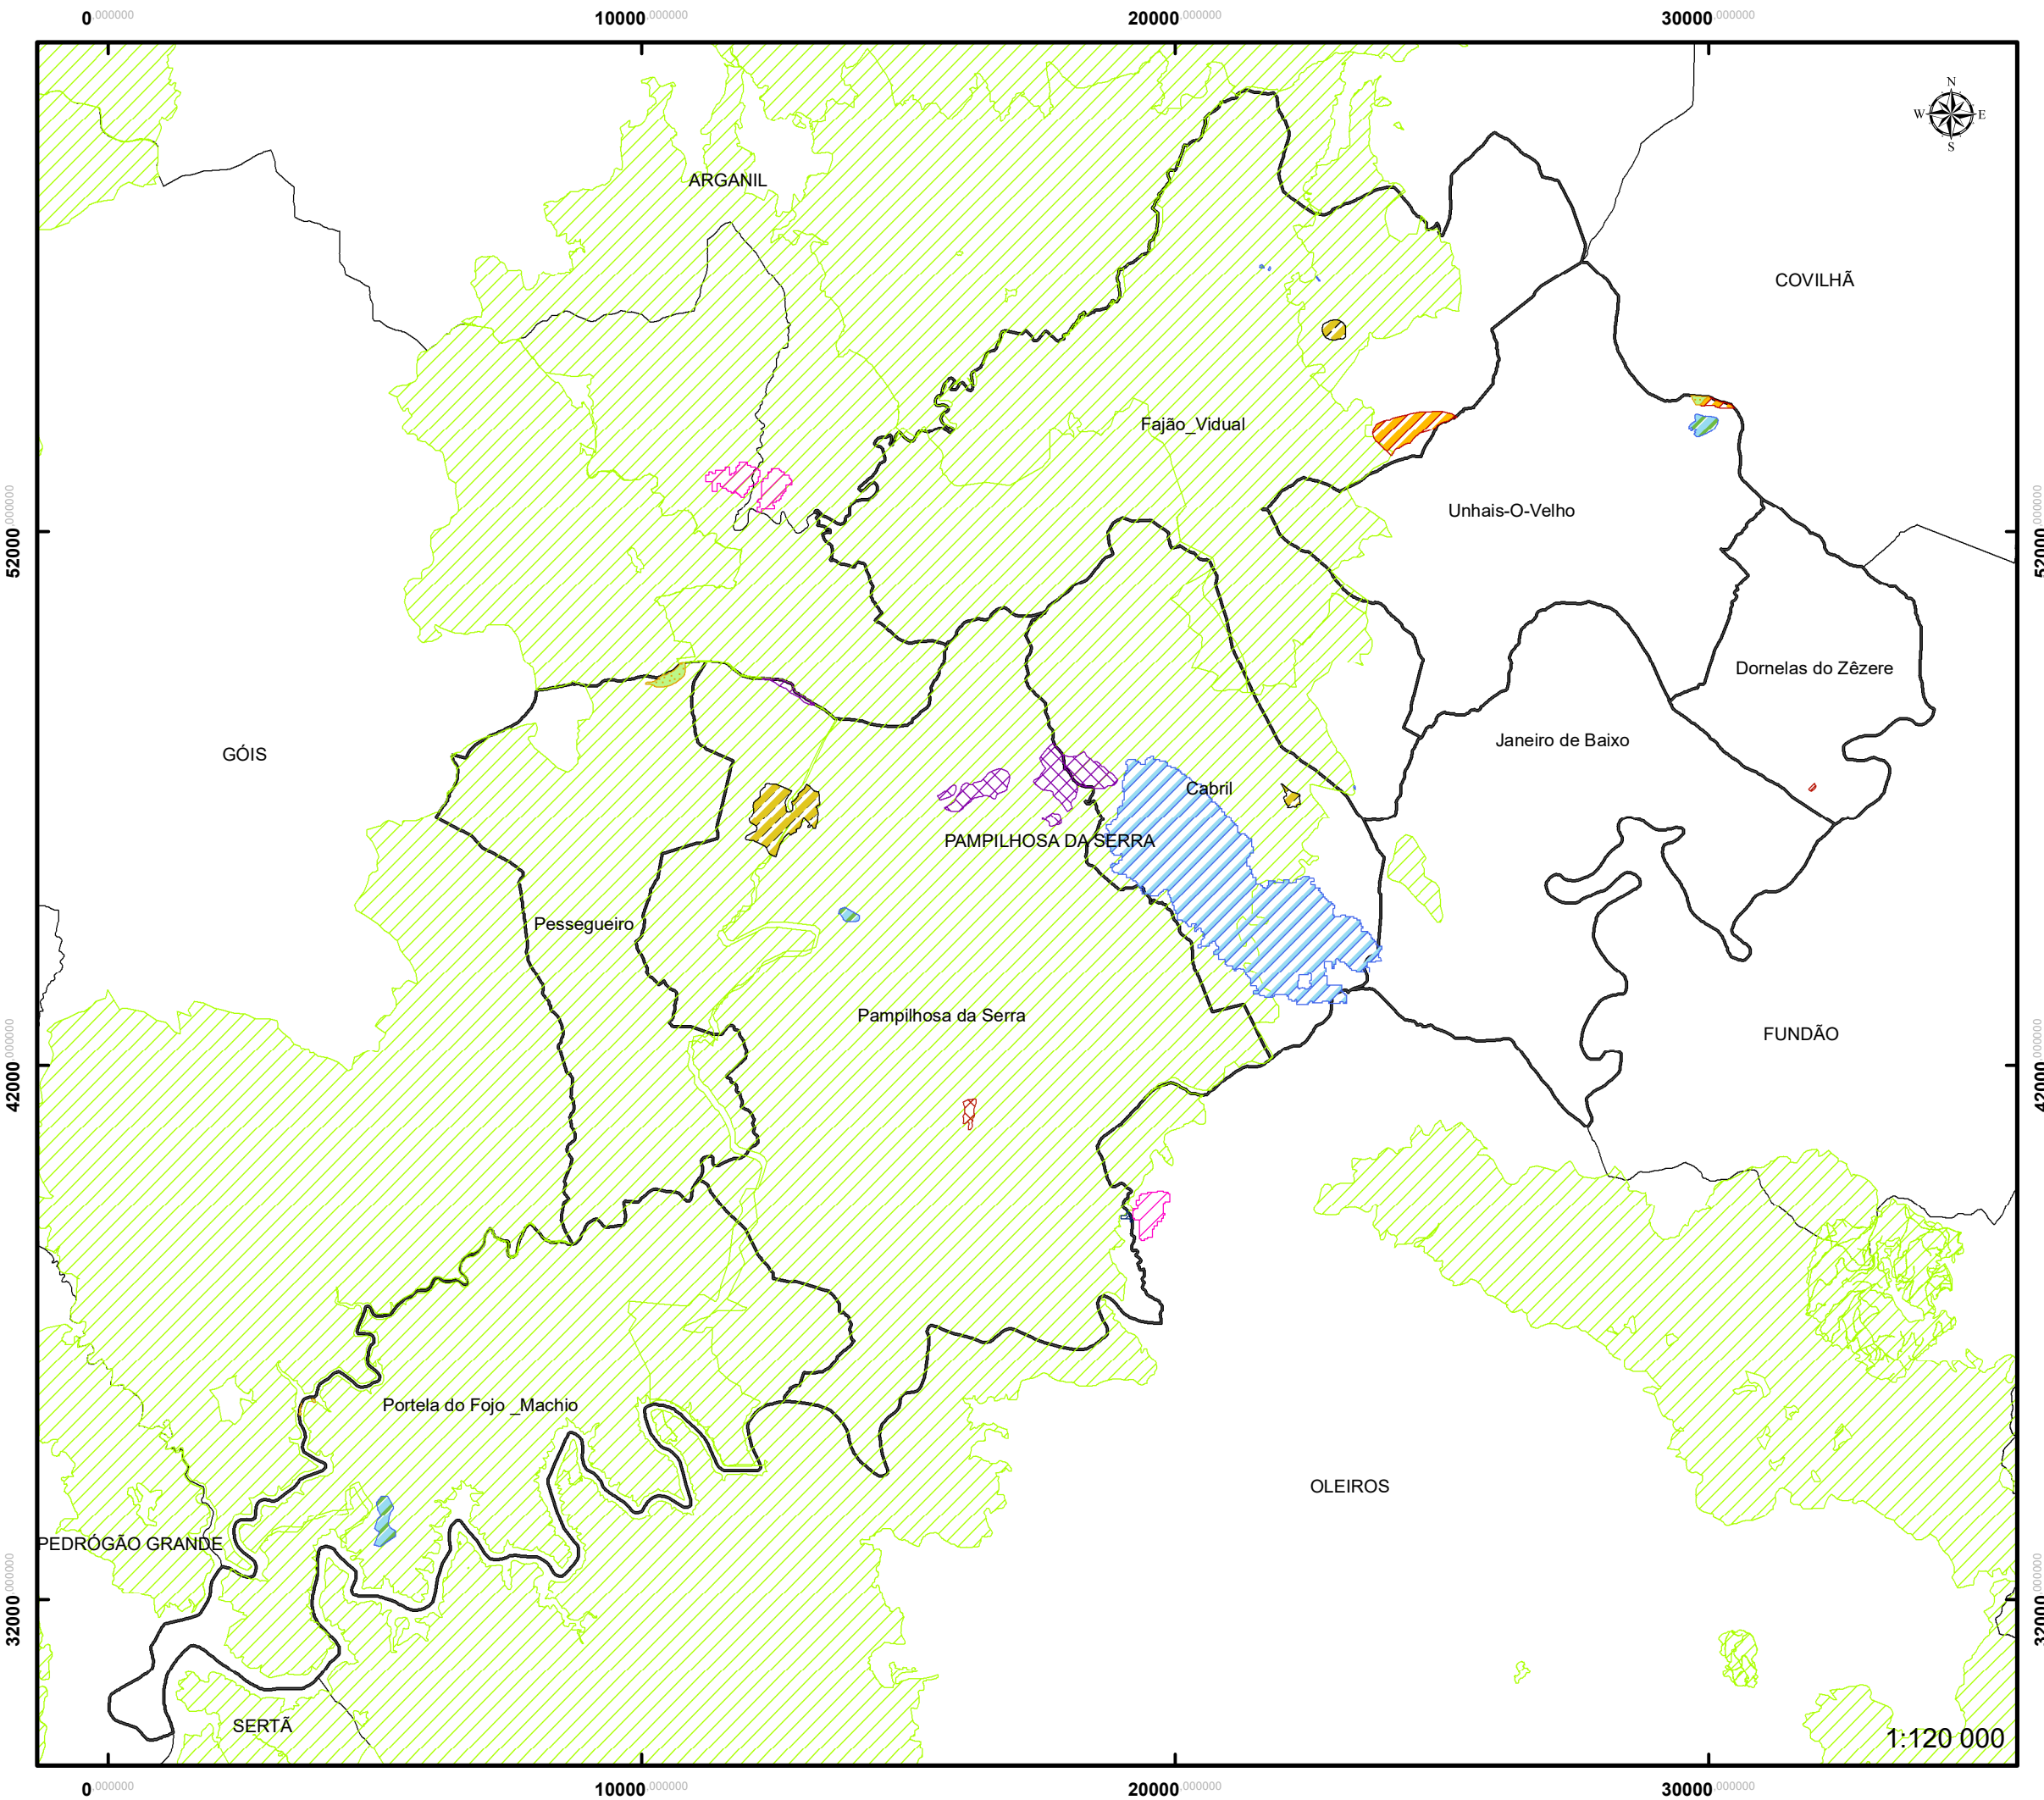 0,000000 10000,000000 20000,000000 30000,000000
N
W E
S
ARGANIL
COVILHÃ
Fajão_Vidual
52000,000000
Unhais-O-Velho
52000,000000
Dornelas do Zêzere
GÓIS
Janeiro de Baixo
Cabril
PAMPILHOSA DA SERRA
Pessegueiro
Pampilhosa da Serra
FUNDÃO
42000,000000
42000,000000
Portela do Fojo _Machio
OLEIROS
PEDRÓGÃO GRANDE
32000,000000
32000,000000
SERTÃ
1:120 000
0,000000 10000,000000 20000,000000 30000,000000